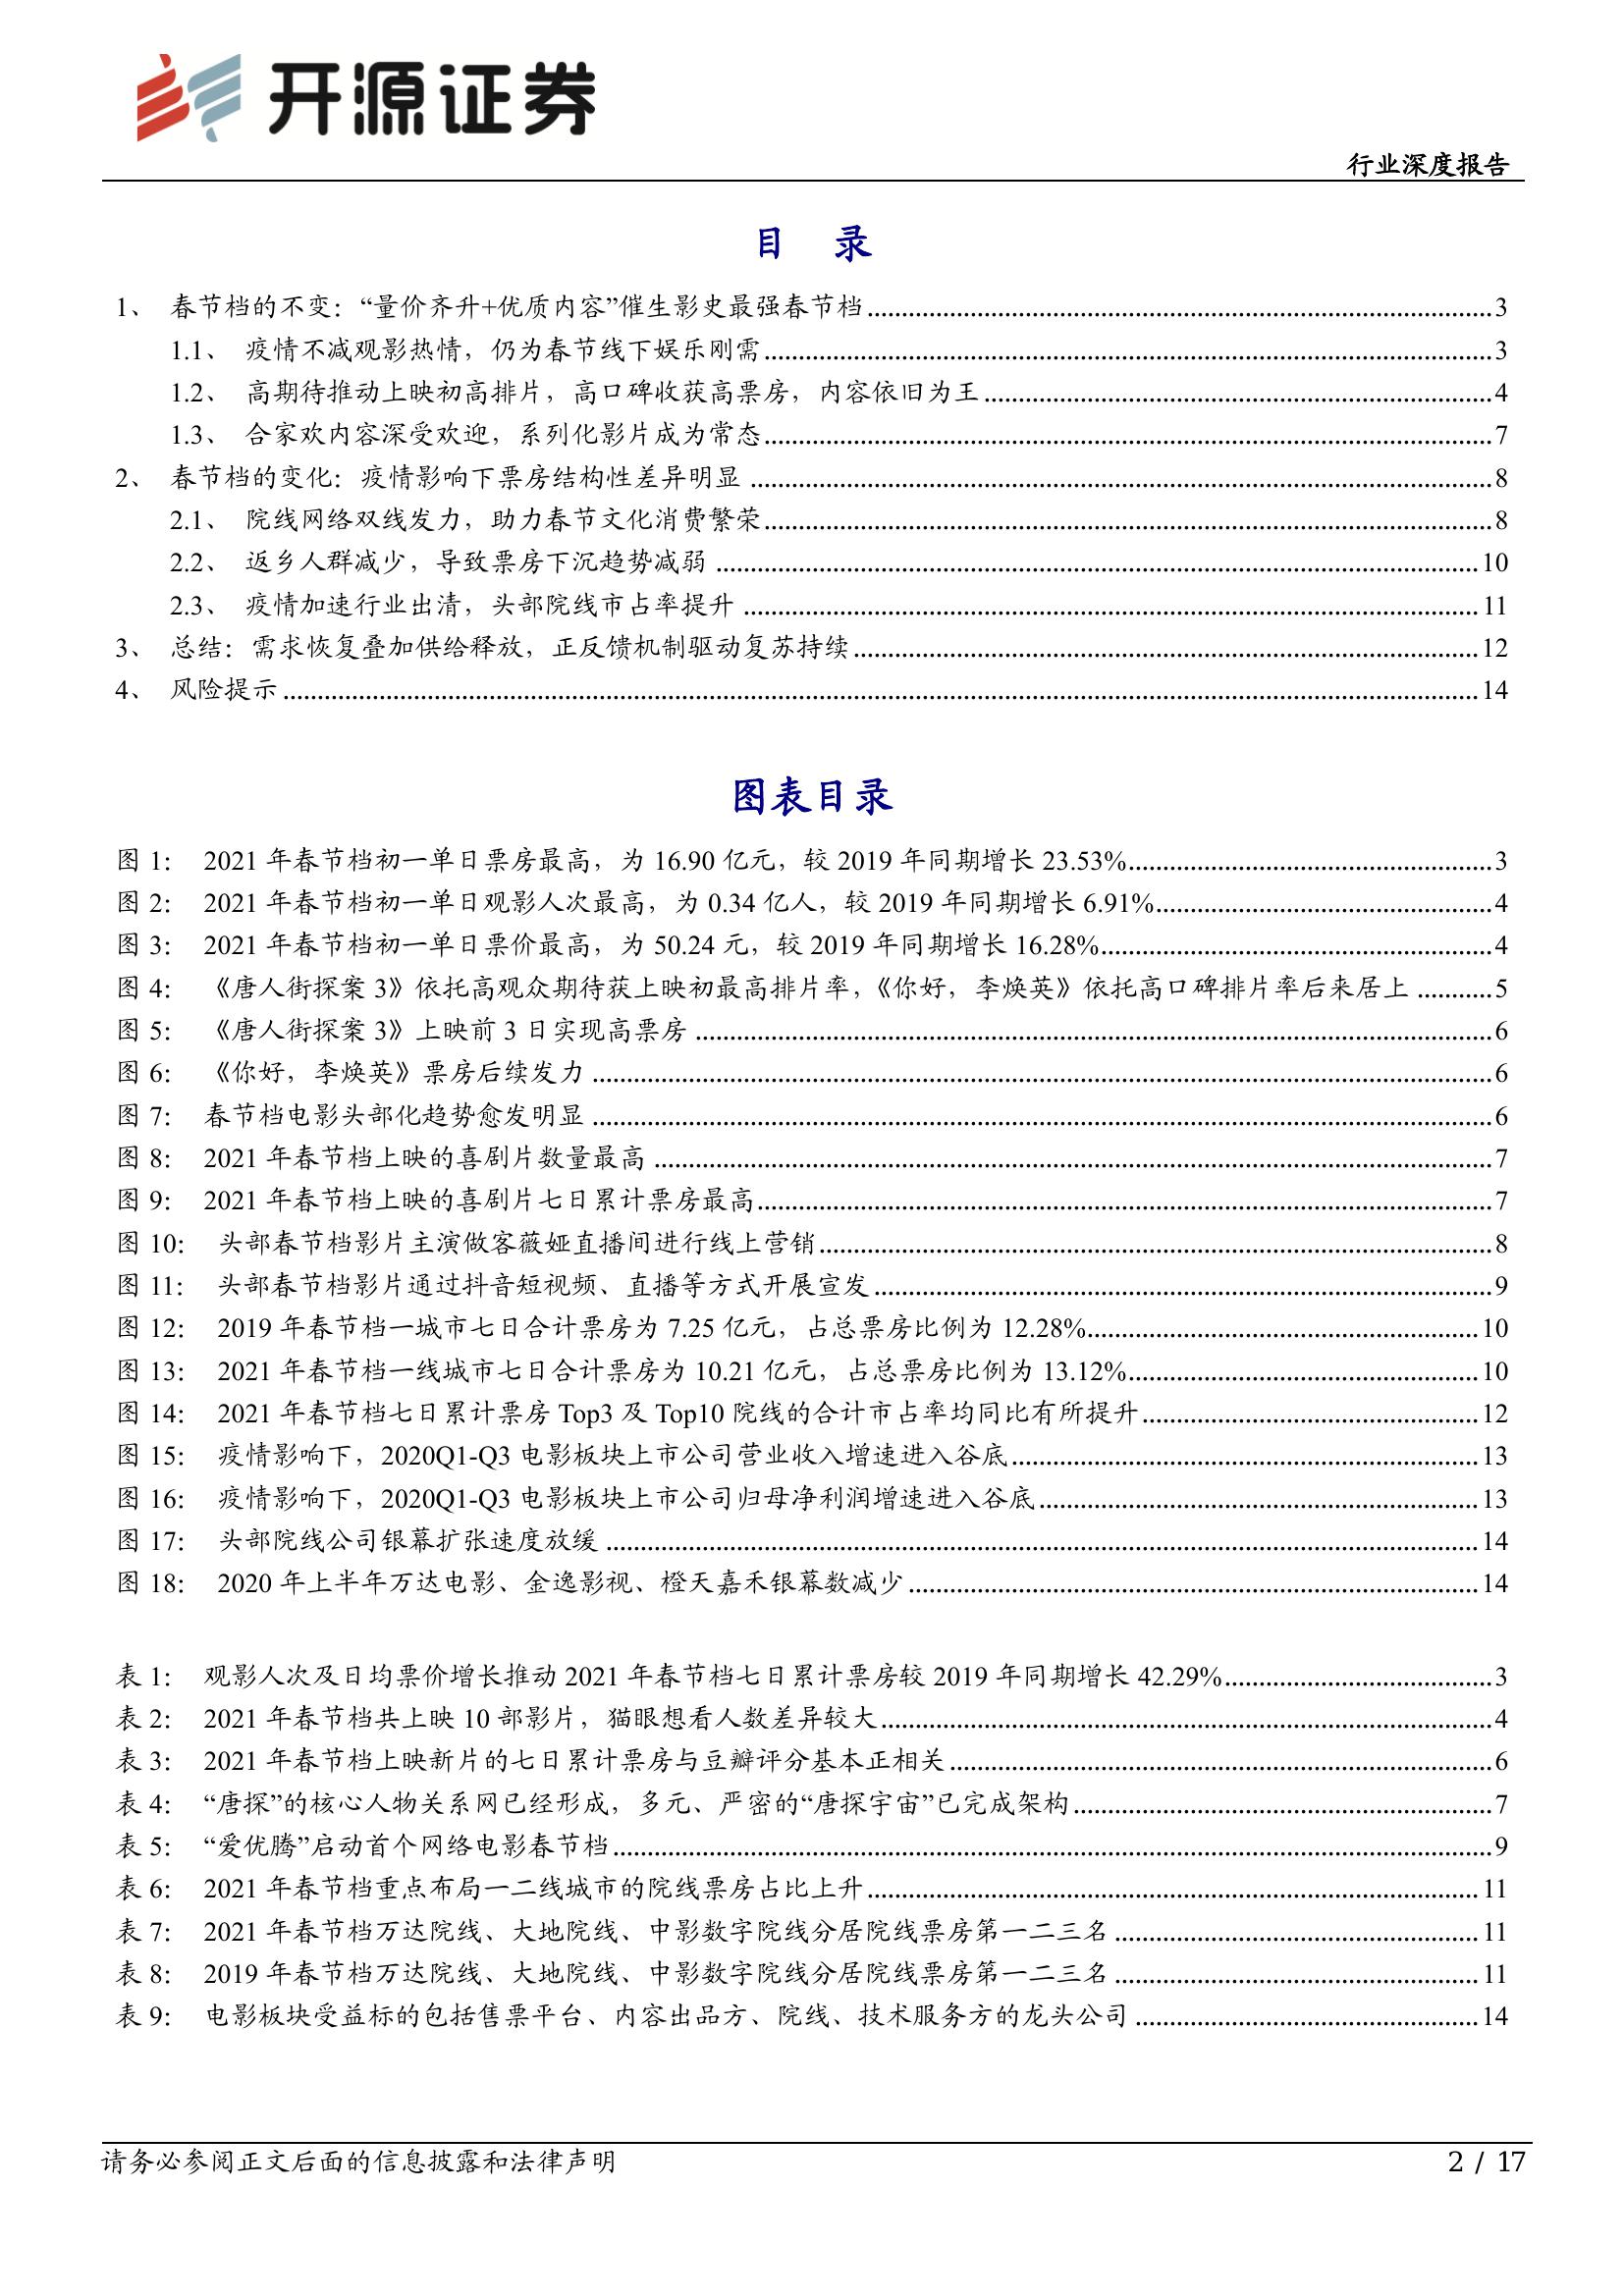 开源证券
行业深度报告
目 录
1、 春节档的不变：“量价齐升+优质内容”催生影史最强春节档 3
1.1、 疫情不减观影热情，仍为春节线下娱乐刚需 3
1.2、 高期待推动上映初高排片，高口碑收获高票房，内容依旧为王 4
1.3、 合家欢内容深受欢迎，系列化影片成为常态 7
2、 春节档的变化：疫情影响下票房结构性差异明显 8
2.1、 院线网络双线发力，助力春节文化消费繁荣 8
2.2、 返乡人群减少，导致票房下沉趋势减弱 10
2.3、 疫情加速行业出清，头部院线市占率提升 11
3、 总结：需求恢复叠加供给释放，正反馈机制驱动复苏持续 12
4、 风险提示 14
图表目录
图 1： 2021 年春节档初一单日票房最高，为 16.90 亿元，较 2019 年同期增长 23.53% 3
图 2： 2021 年春节档初一单日观影人次最高，为 0.34 亿人，较 2019 年同期增长 6.91% 4
图 3： 2021 年春节档初一单日票价最高，为 50.24 元，较 2019 年同期增长 16.28% 4
图 4： 《唐人街探案 3》依托高观众期待获上映初最高排片率，《你好，李焕英》依托高口碑排片率后来居上 5
图 5： 《唐人街探案 3》上映前 3 日实现高票房 6
图 6： 《你好，李焕英》票房后续发力 6
图 7： 春节档电影头部化趋势愈发明显 6
图 8： 2021 年春节档上映的喜剧片数量最高 7
图 9： 2021 年春节档上映的喜剧片七日累计票房最高 7
图 10： 头部春节档影片主演做客薇娅直播间进行线上营销 8
图 11： 头部春节档影片通过抖音短视频、直播等方式开展宣发 9
图 12： 2019 年春节档一城市七日合计票房为 7.25 亿元，占总票房比例为 12.28% 10
图 13： 2021 年春节档一线城市七日合计票房为 10.21 亿元，占总票房比例为 13.12% 10
图 14： 2021 年春节档七日累计票房 Top3 及 Top10 院线的合计市占率均同比有所提升 12
图 15： 疫情影响下，2020Q1-Q3 电影板块上市公司营业收入增速进入谷底 13
图 16： 疫情影响下，2020Q1-Q3 电影板块上市公司归母净利润增速进入谷底 13
图 17： 头部院线公司银幕扩张速度放缓 14
图 18： 2020 年上半年万达电影、金逸影视、橙天嘉禾银幕数减少 14
表 1： 观影人次及日均票价增长推动 2021 年春节档七日累计票房较 2019 年同期增长 42.29% 3
表 2： 2021 年春节档共上映 10 部影片，猫眼想看人数差异较大 4
表 3： 2021 年春节档上映新片的七日累计票房与豆瓣评分基本正相关 6
表 4： “唐探”的核心人物关系网已经形成，多元、严密的“唐探宇宙”已完成架构 7
表 5： “爱优腾”启动首个网络电影春节档 9
表 6： 2021 年春节档重点布局一二线城市的院线票房占比上升 11
表 7： 2021 年春节档万达院线、大地院线、中影数字院线分居院线票房第一二三名 11
表 8： 2019 年春节档万达院线、大地院线、中影数字院线分居院线票房第一二三名 11
表 9： 电影板块受益标的包括售票平台、内容出品方、院线、技术服务方的龙头公司 14
请务必参阅正文后面的信息披露和法律声明
2 / 17